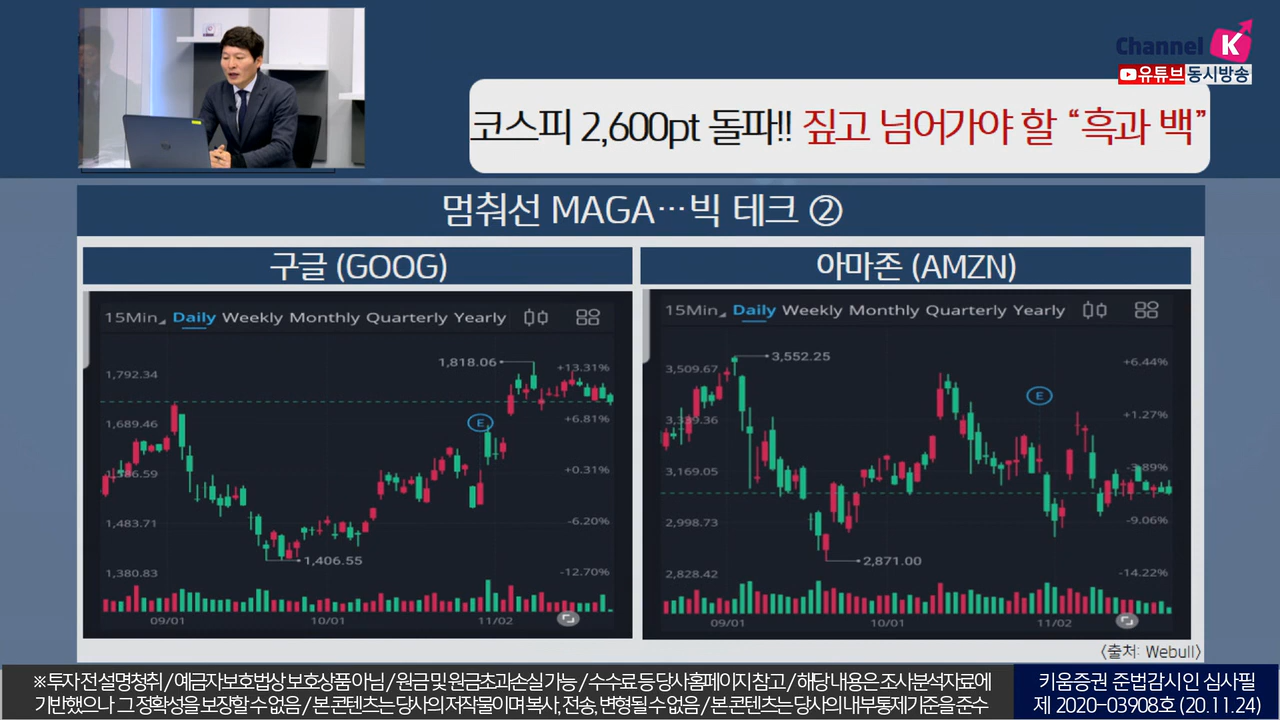 Channel K
유튜브동시방송
코스피 2,600pt 돌파!! 짚고 넘어가야 할 “흑과 백”
멈춰선 MAGA…빅 테크 ②
구글 (GOOG)
15Min Daily Weekly Monthly Quarterly Yearly
1,818.06
1,792.34
+13.31%
1,689.46
+6.81%
E
1,586.59
+0.31%
1,483.71
-6.20%
1,406.55
1,380.83
-12.70%
09/01 10/01 11/02
아마존 (AMZN)
15Min Daily Weekly Monthly Quarterly Yearly
3,552.25
3,509.67
+6.44%
E
3,339.36
+1.27%
3,169.05
-3.89%
2,998.73
-9.06%
2,871.00
2,828.42
-14.22%
09/01 10/01 11/02
〈출처: Webull〉
※ 투자 전 설명청취 / 예금자보호법상 보호상품 아님 / 원금 및 원금초과손실 가능 / 수수료 등 당사홈페이지 참고 / 해당 내용은 조사분석자료에
기반했으나 그 정확성을 보장할 수 없음 / 본 콘텐츠는 당사의 저작물이며 복사, 전송, 변형될 수 없음 / 본 콘텐츠는 당사의 내부통제기준을 준수
키움증권 준법감시인 심사필
제 2020-03908호 (20.11.24)